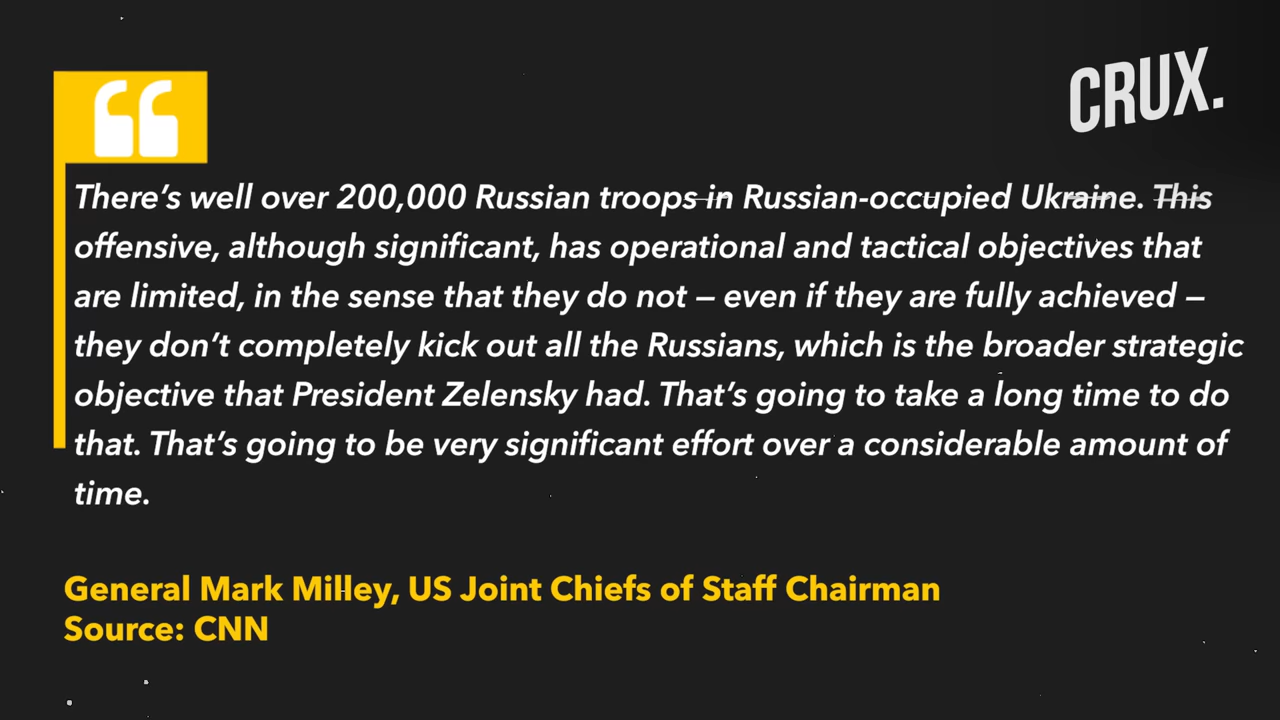 CRUX.
There’s well over 200,000 Russian troops in Russian-occupied Ukraine. This
offensive, although significant, has operational and tactical objectives that
are limited, in the sense that they do not – even if they are fully achieved –
they don’t completely kick out all the Russians, which is the broader strategic
objective that President Zelensky had. That’s going to take a long time to do
that. That’s going to be very significant effort over a considerable amount of
time.
General Mark Milley, US Joint Chiefs of Staff Chairman
Source: CNN